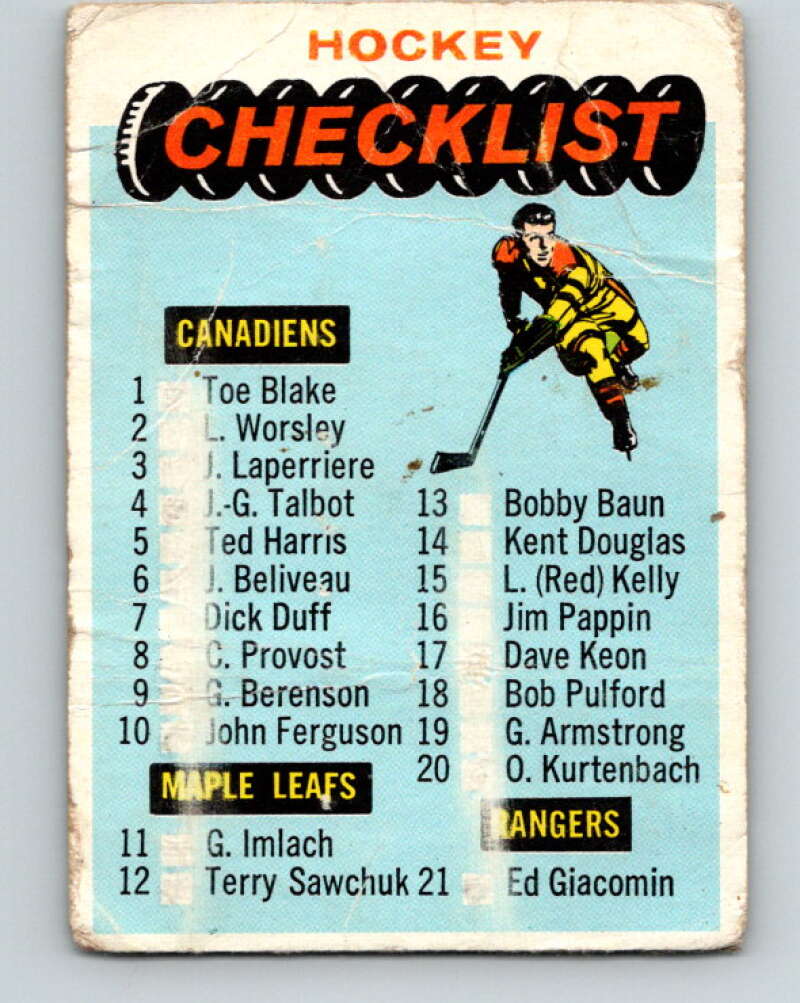 HOCKEY
CHECKLIST
CANADIENS
1 Toe Blake
2 L. Worsley
3 J. Laperriere
4 J.-G. Talbot
5 Ted Harris
6 J. Beliveau
7 Dick Duff
8 C. Provost
9 G. Berenson
10 John Ferguson
MAPLE LEAFS
11 G. Imlach
12 Terry Sawchuk
13 Bobby Baun
14 Kent Douglas
15 L. (Red) Kelly
16 Jim Pappin
17 Dave Keon
18 Bob Pulford
19 G. Armstrong
20 O. Kurtenbach
RANGERS
21 Ed Giacomin